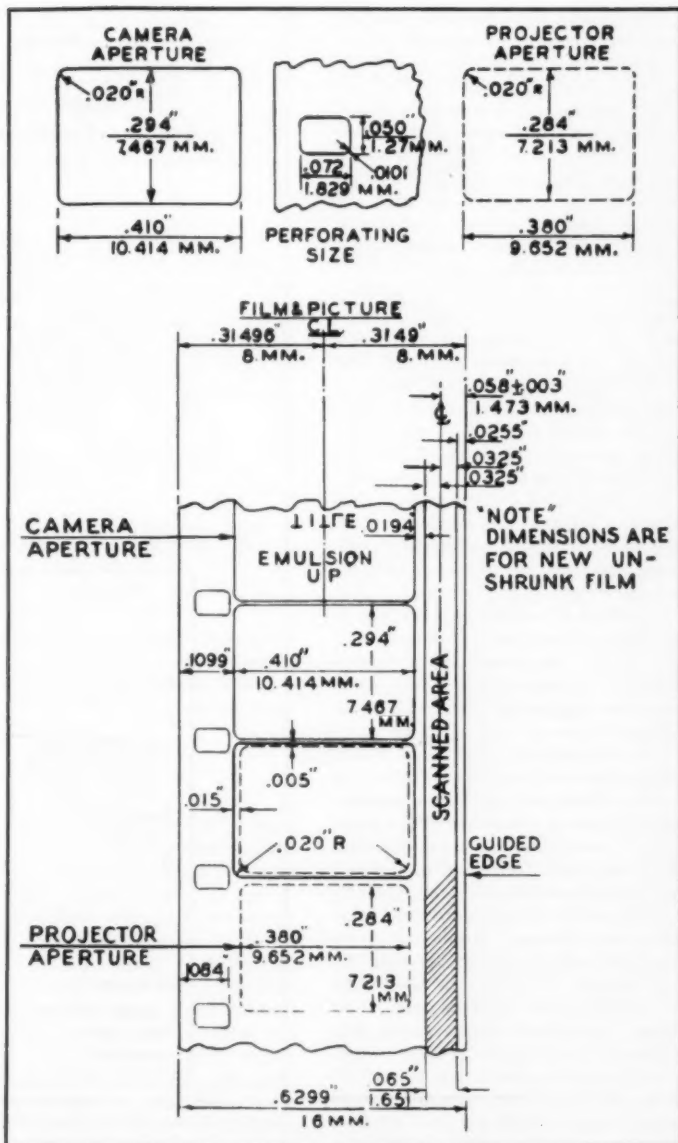 CAMERA
APERTURE
.020"R
.294"
7.467 MM.
.410"
10.414 MM.
.050"
1.27 MM.
.072
1.829 MM.
.0101
PERFORATING
SIZE
PROJECTOR
APERTURE
.020"R
.284"
7.213 MM.
.380"
9.652 MM.
FILM & PICTURE
C.L.
.31496"
8 MM.
.3149"
8 MM.
.058"±.003"
1.473 MM.
.0255"
.0325"
.0325"
CAMERA
APERTURE
TITLE
EMULSION
UP
.0194"
"NOTE"
DIMENSIONS ARE
FOR NEW UN-
SHRUNK FILM
.1099"
.410"
10.414 MM.
.294"
7.467
MM.
SCANNED AREA
.005"
.015"
.020"R
GUIDED
EDGE
PROJECTOR
APERTURE
.380"
9.652 MM.
.284"
7.213
MM
.1084"
.065"
1.651
.6299"
16 MM.